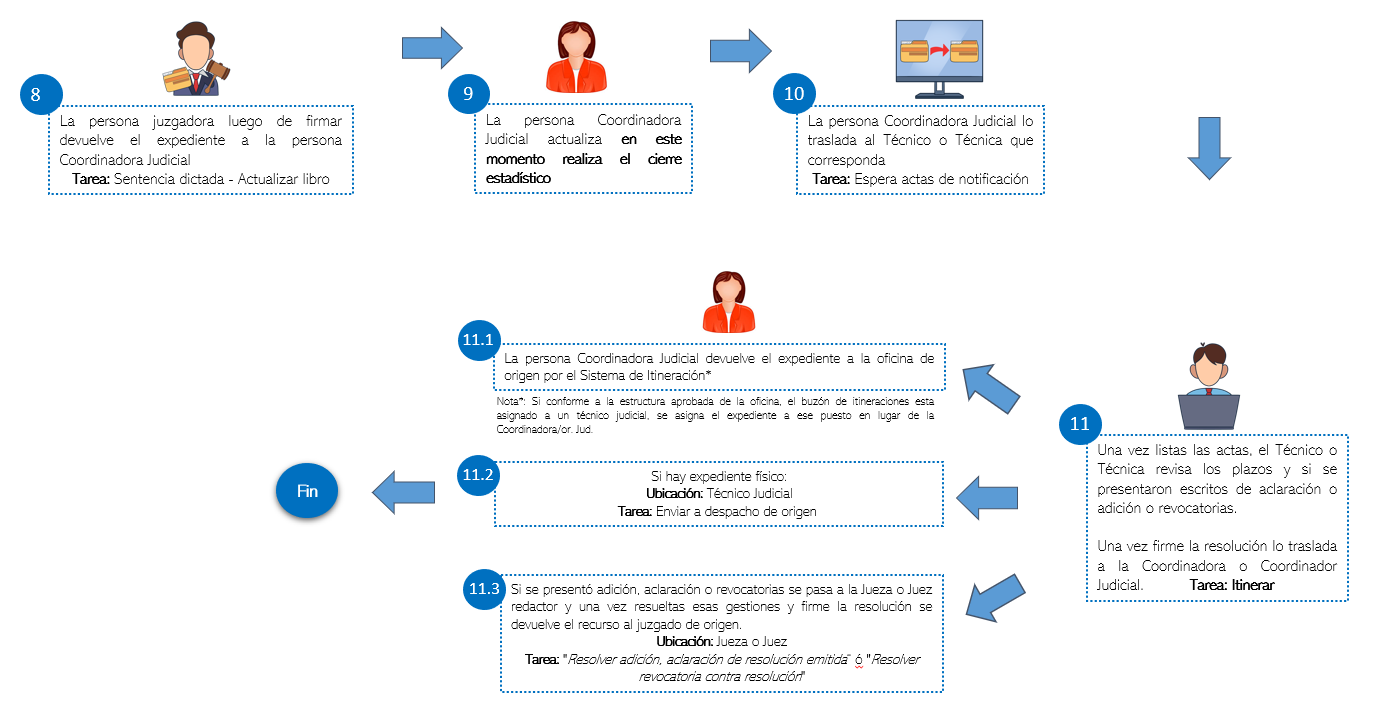 8
La persona juzgadora luego de firmar
devuelve el expediente a la persona
Coordinadora Judicial
Tarea: Sentencia dictada - Actualizar libro
9
La persona Coordinadora
Judicial actualiza en este
momento realiza el cierre
estadístico
10
La persona Coordinadora Judicial lo
traslada al Técnico o Técnica que
corresponda
Tarea: Espera actas de notificación
11
Una vez listas las actas, el Técnico o
Técnica revisa los plazos y si se
presentaron escritos de aclaración o
adición o revocatorias.
Una vez firme la resolución lo traslada
a la Coordinadora o Coordinador
Judicial. Tarea: Itinerar
11.1
La persona Coordinadora Judicial devuelve el expediente a la oficina de
origen por el Sistema de Itineración*
Nota*: Si conforme a la estructura aprobada de la oficina, el buzón de itineraciones esta
asignado a un técnico judicial, se asigna el expediente a ese puesto en lugar de la
Coordinadora/or. Jud.
11.2
Si hay expediente físico:
Ubicación: Técnico Judicial
Tarea: Enviar a despacho de origen
Fin
11.3
Si se presentó adición, aclaración o revocatorias se pasa a la Jueza o Juez
redactor y una vez resueltas esas gestiones y firme la resolución se
devuelve el recurso al juzgado de origen.
Ubicación: Jueza o Juez
Tarea: "Resolver adición, aclaración de resolución emitida" ó "Resolver
revocatoria contra resolución"